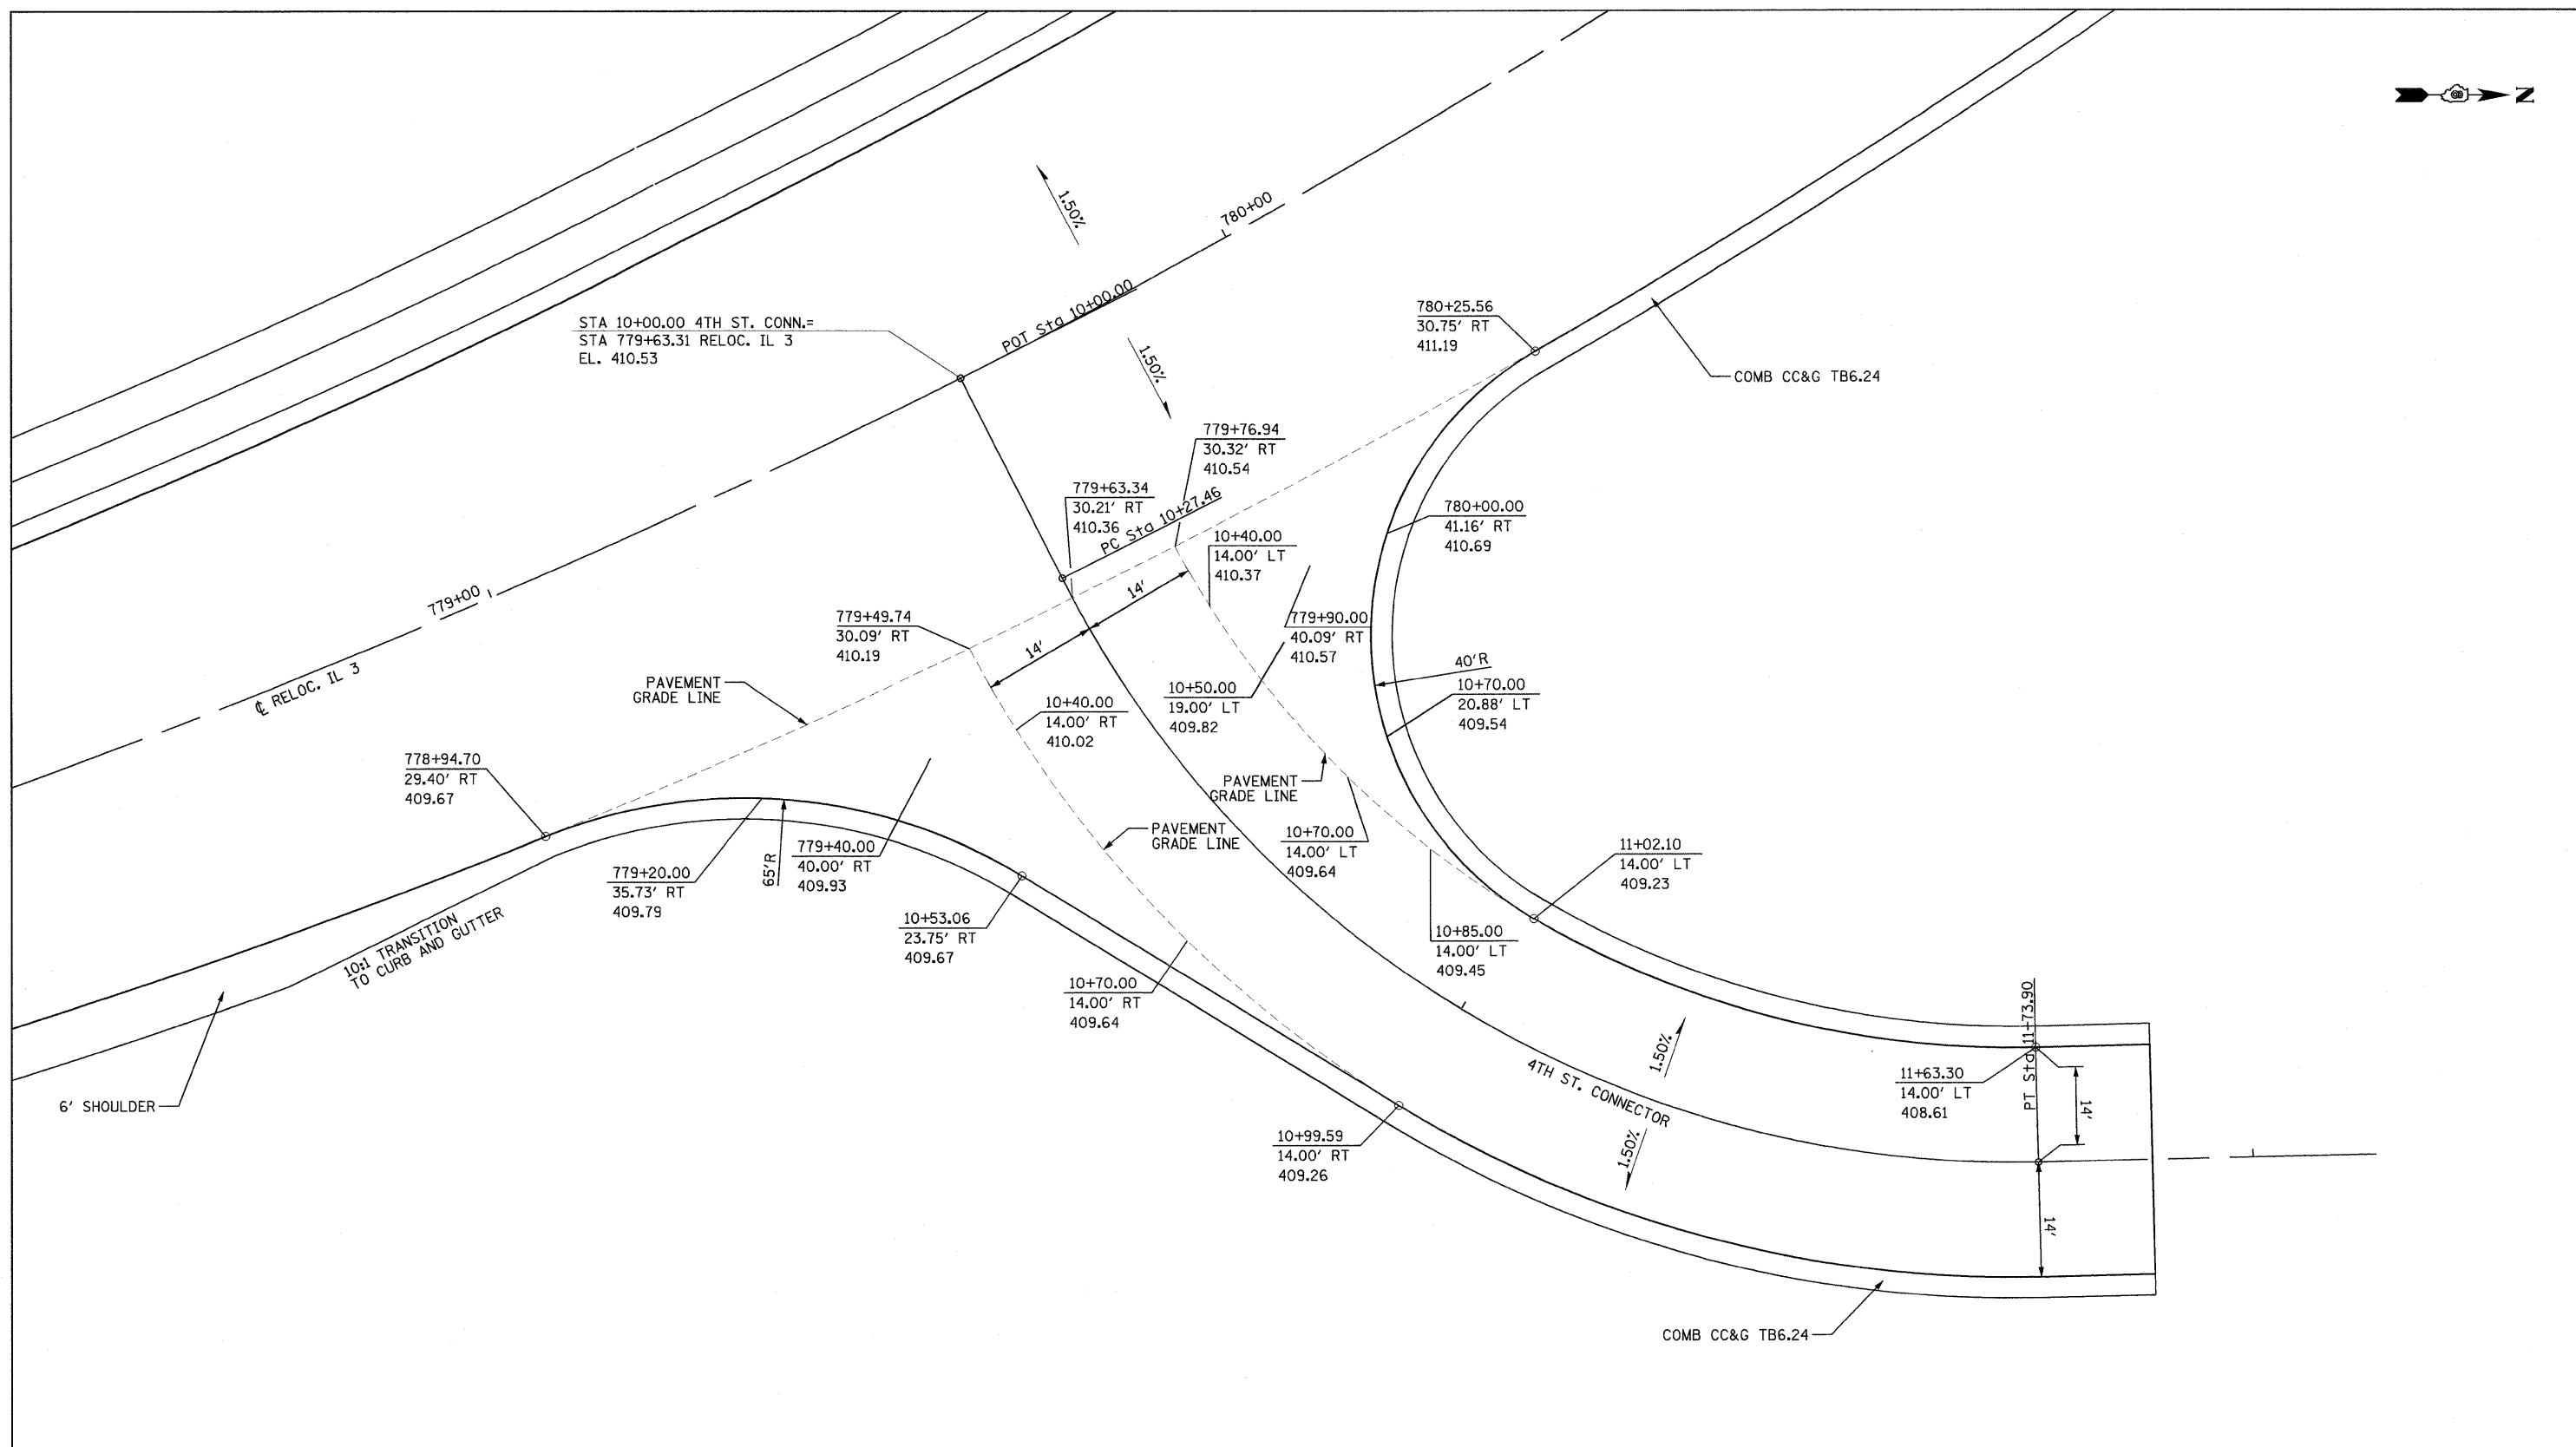 N
1.50%
780+00
POT Sta 10+00.00
STA 10+00.00 4TH ST. CONN.=
STA 779+63.31 RELOC. IL 3
EL. 410.53
1.50%
780+25.56
30.75' RT
411.19
COMB CC&G TB6.24
779+76.94
30.32' RT
410.54
779+63.34
30.21' RT
410.36
PC Sta 10+27.46
10+40.00
14.00' LT
410.37
780+00.00
41.16' RT
410.69
779+00
779+49.74
30.09' RT
410.19
14'
14'
779+90.00
40.09' RT
410.57
40'R
℄ RELOC. IL 3
PAVEMENT
GRADE LINE
10+40.00
14.00' RT
410.02
10+50.00
19.00' LT
409.82
10+70.00
20.88' LT
409.54
778+94.70
29.40' RT
409.67
PAVEMENT
GRADE LINE
PAVEMENT
GRADE LINE
10+70.00
14.00' LT
409.64
779+20.00
35.73' RT
409.79
65'R
779+40.00
40.00' RT
409.93
11+02.10
14.00' LT
409.23
10:1 TRANSITION
TO CURB AND GUTTER
10+53.06
23.75' RT
409.67
10+85.00
14.00' LT
409.45
10+70.00
14.00' RT
409.64
PT Sta 11+73.90
6' SHOULDER
1.50%
4TH ST. CONNECTOR
11+63.30
14.00' LT
408.61
14'
10+99.59
14.00' RT
409.26
1.50%
14'
COMB CC&G TB6.24